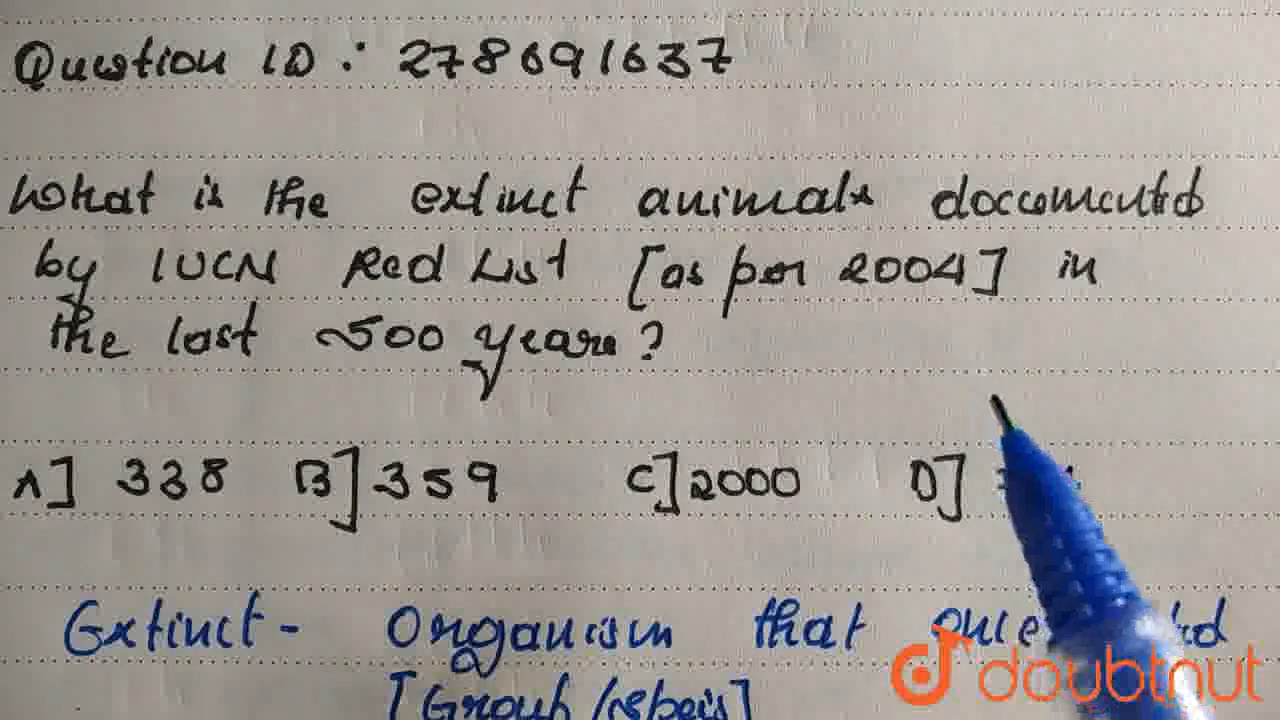 Question ID : 278691637
What is the extinct animals documented
by IUCN Red List [as per 2004] in
the last 500 years?
A] 338 B] 359 C] 2000 D]
Extinct - Organism that once
[Group /
doubtnut